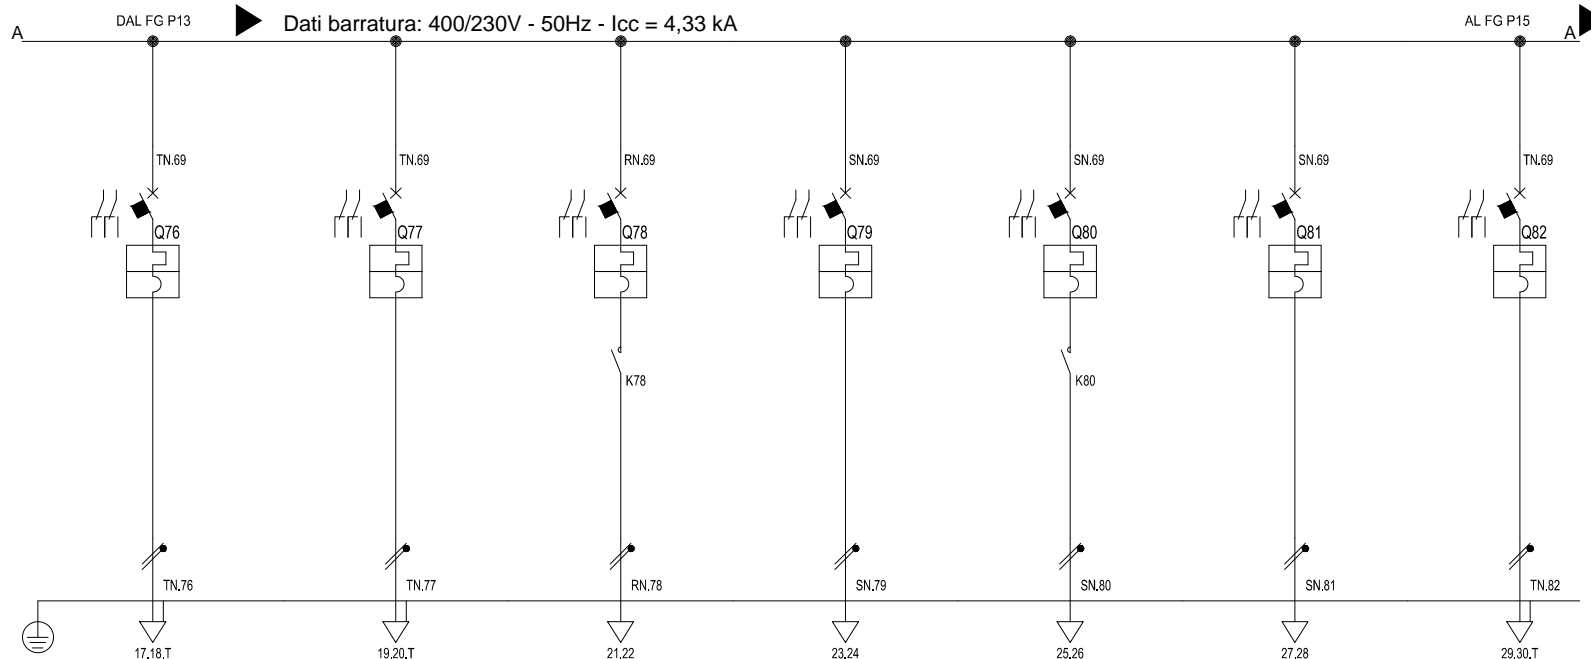 DAL FG P13
Dati barratura: 400/230V - 50Hz - Icc = 4,33 kA
AL FG P15
A
A
TN.69
TN.69
RN.69
SN.69
SN.69
SN.69
TN.69
Q76
Q77
Q78
Q79
Q80
Q81
Q82
K78
K80
TN.76
TN.77
RN.78
SN.79
SN.80
SN.81
TN.82
17.18.T
19.20.T
21.22
23.24
25.26
27.28
29.30.T